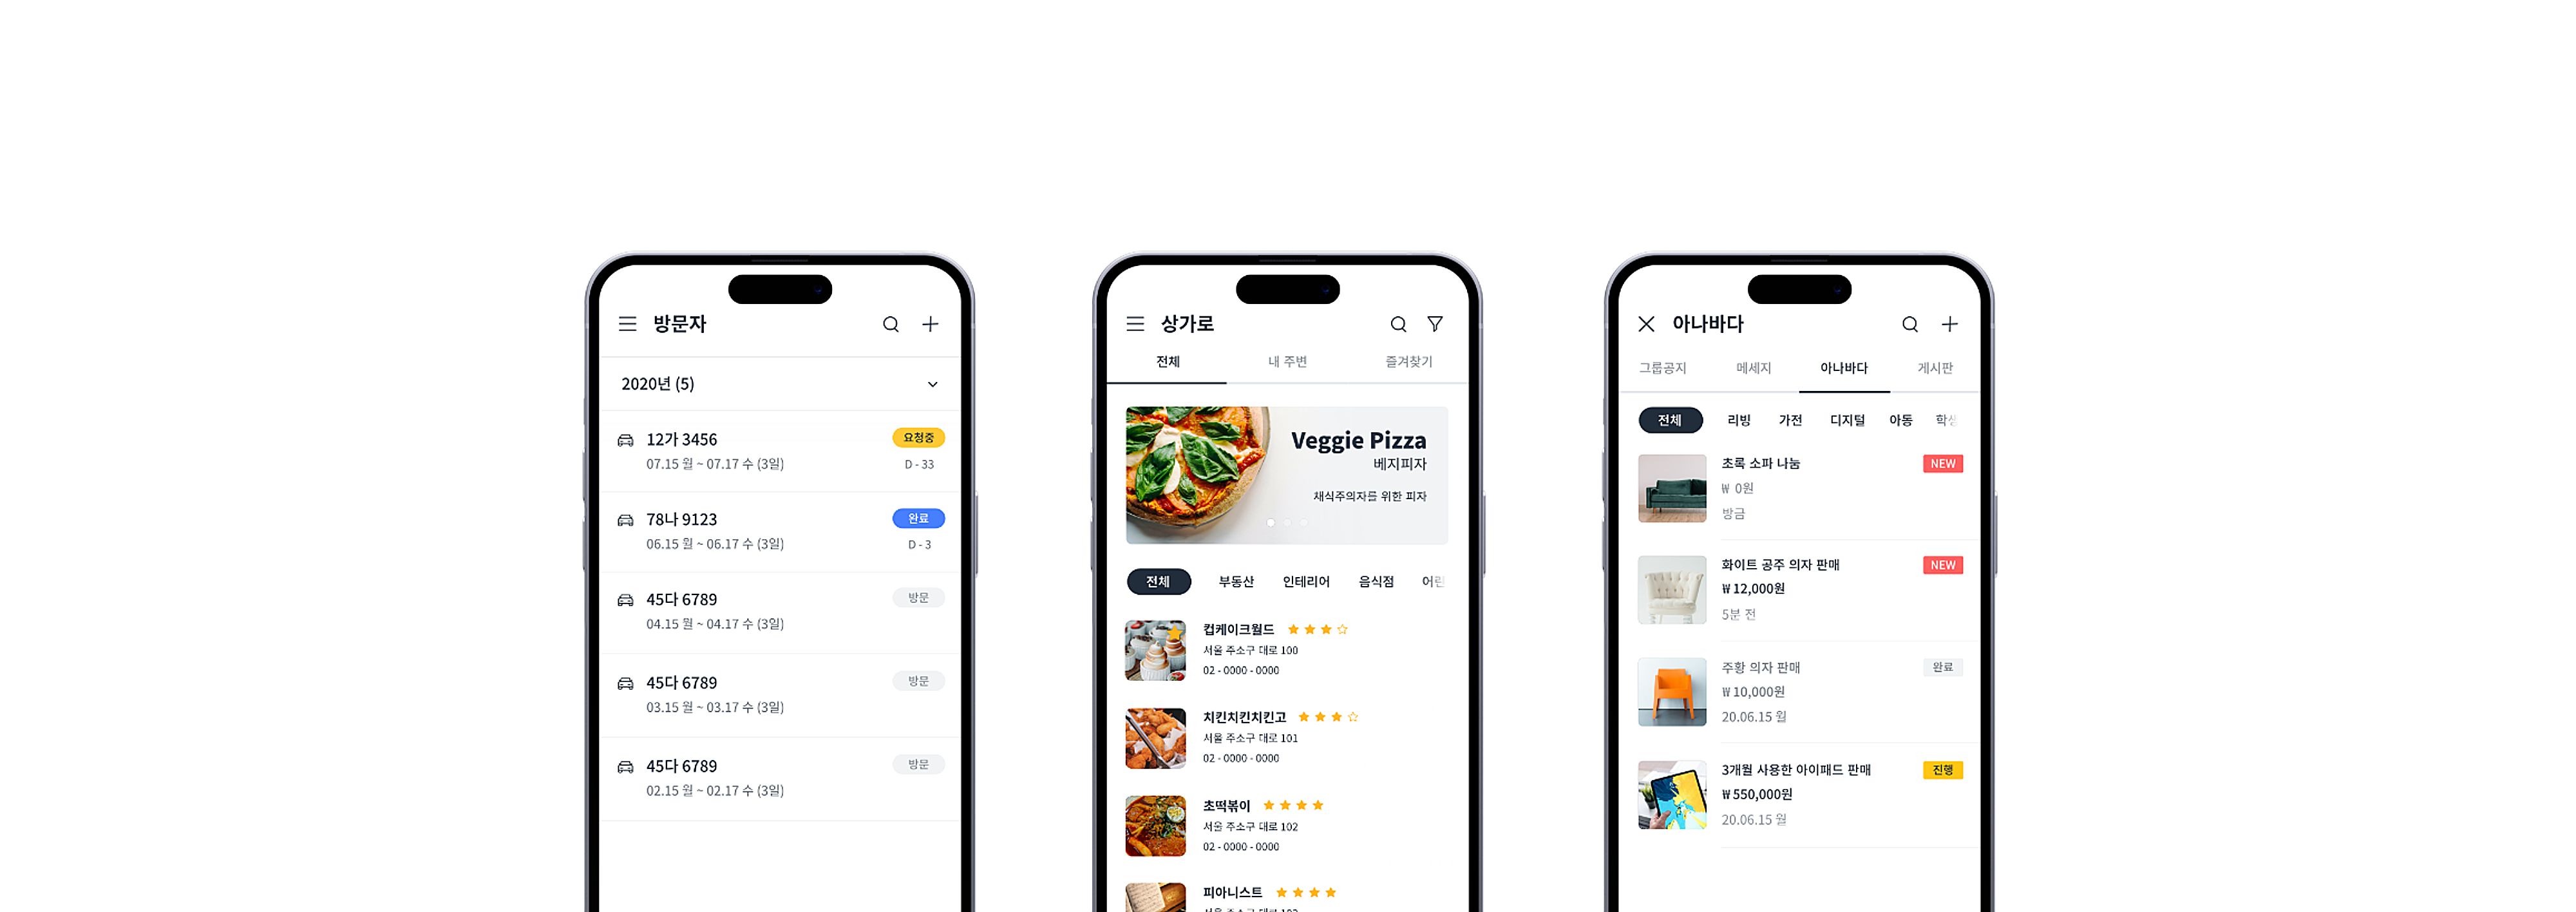 방문자
2020년 (5)
12가 3456
요청중
07.15 월 ~ 07.17 수 (3일)
D - 33
78나 9123
완료
06.15 월 ~ 06.17 수 (3일)
D - 3
45다 6789
방문
04.15 월 ~ 04.17 수 (3일)
45다 6789
방문
03.15 월 ~ 03.17 수 (3일)
45다 6789
방문
02.15 월 ~ 02.17 수 (3일)
상가로
전체 내 주변 즐겨찾기
Veggie Pizza
베지피자
채식주의자를 위한 피자
전체 부동산 인테리어 음식점 어린
컵케이크월드
서울 주소구 대로 100
02 - 0000 - 0000
치킨치킨치킨고
서울 주소구 대로 101
02 - 0000 - 0000
초떡볶이
서울 주소구 대로 102
02 - 0000 - 0000
피아니스트
아나바다
그룹공지 메세지 아나바다 게시판
전체 리빙 가전 디지털 아동 학생
초록 소파 나눔
NEW
₩ 0원
방금
화이트 공주 의자 판매
NEW
₩ 12,000원
5분 전
주황 의자 판매
완료
₩ 10,000원
20.06.15 월
3개월 사용한 아이패드 판매
진행
₩ 550,000원
20.06.15 월